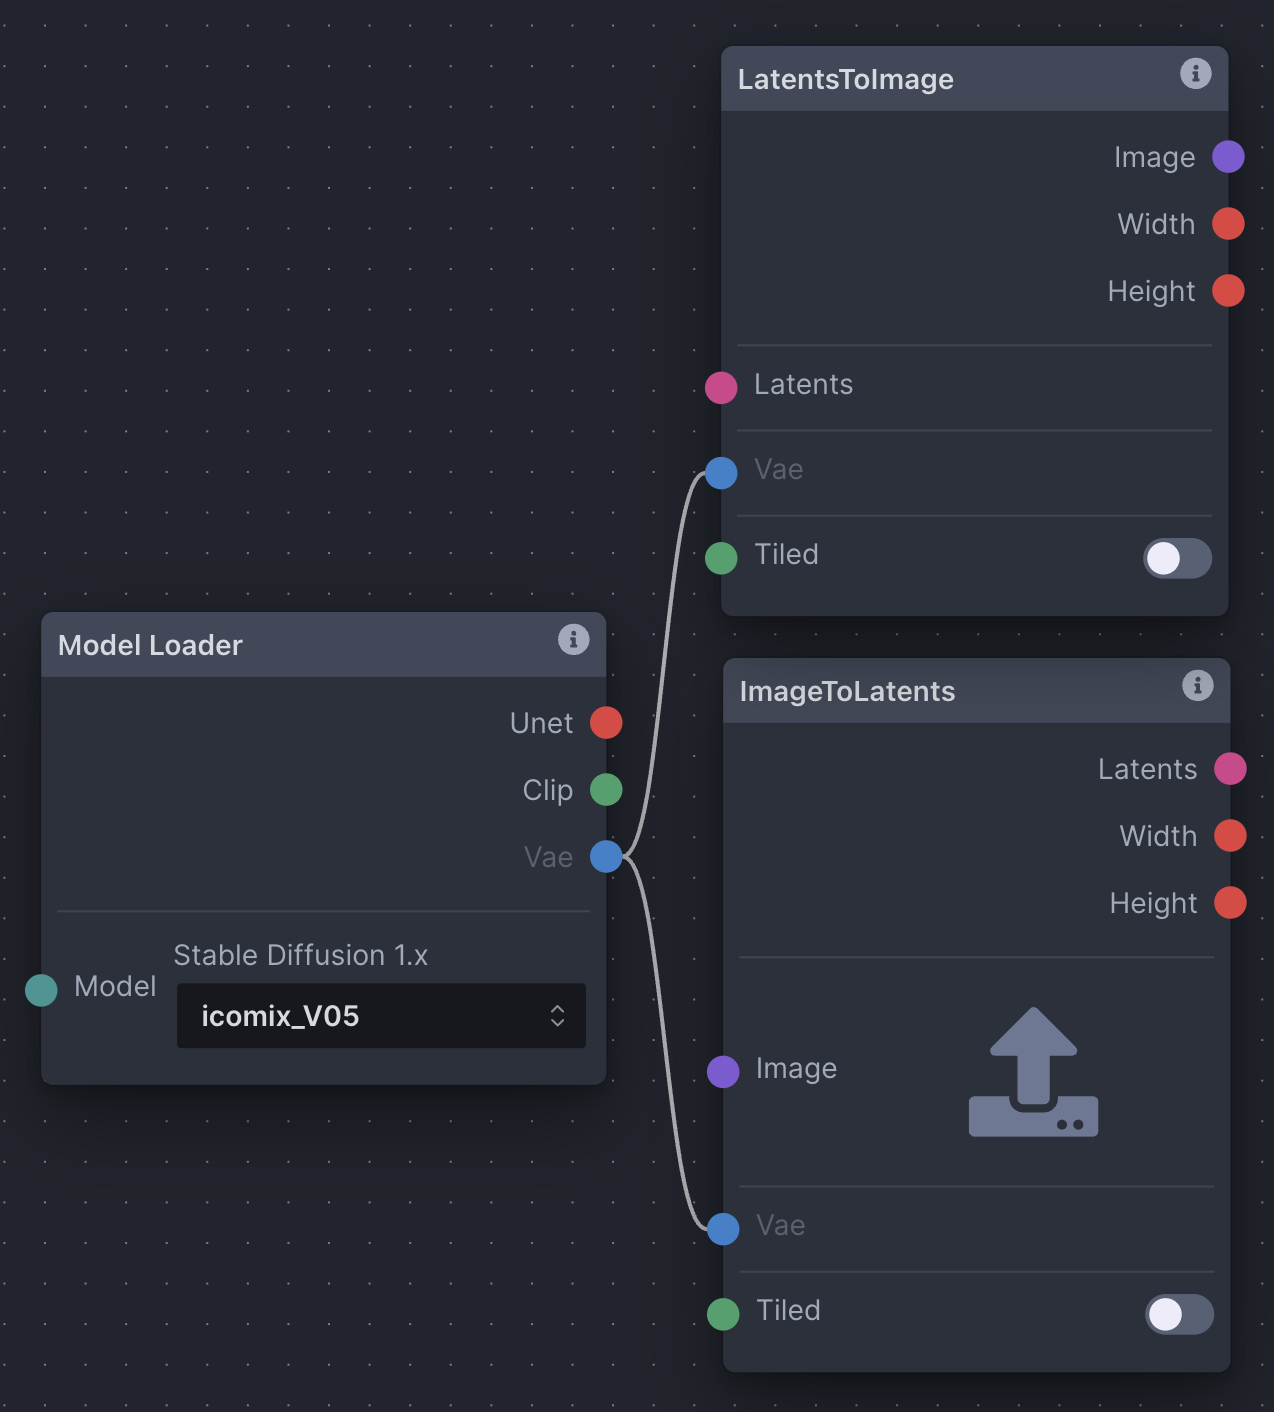 LatentsToImage
Image
Width
Height
Latents
Vae
Tiled
Model Loader
Unet
Clip
Vae
Stable Diffusion 1.x
Model
icomix_V05
ImageToLatents
Latents
Width
Height
Image
Vae
Tiled